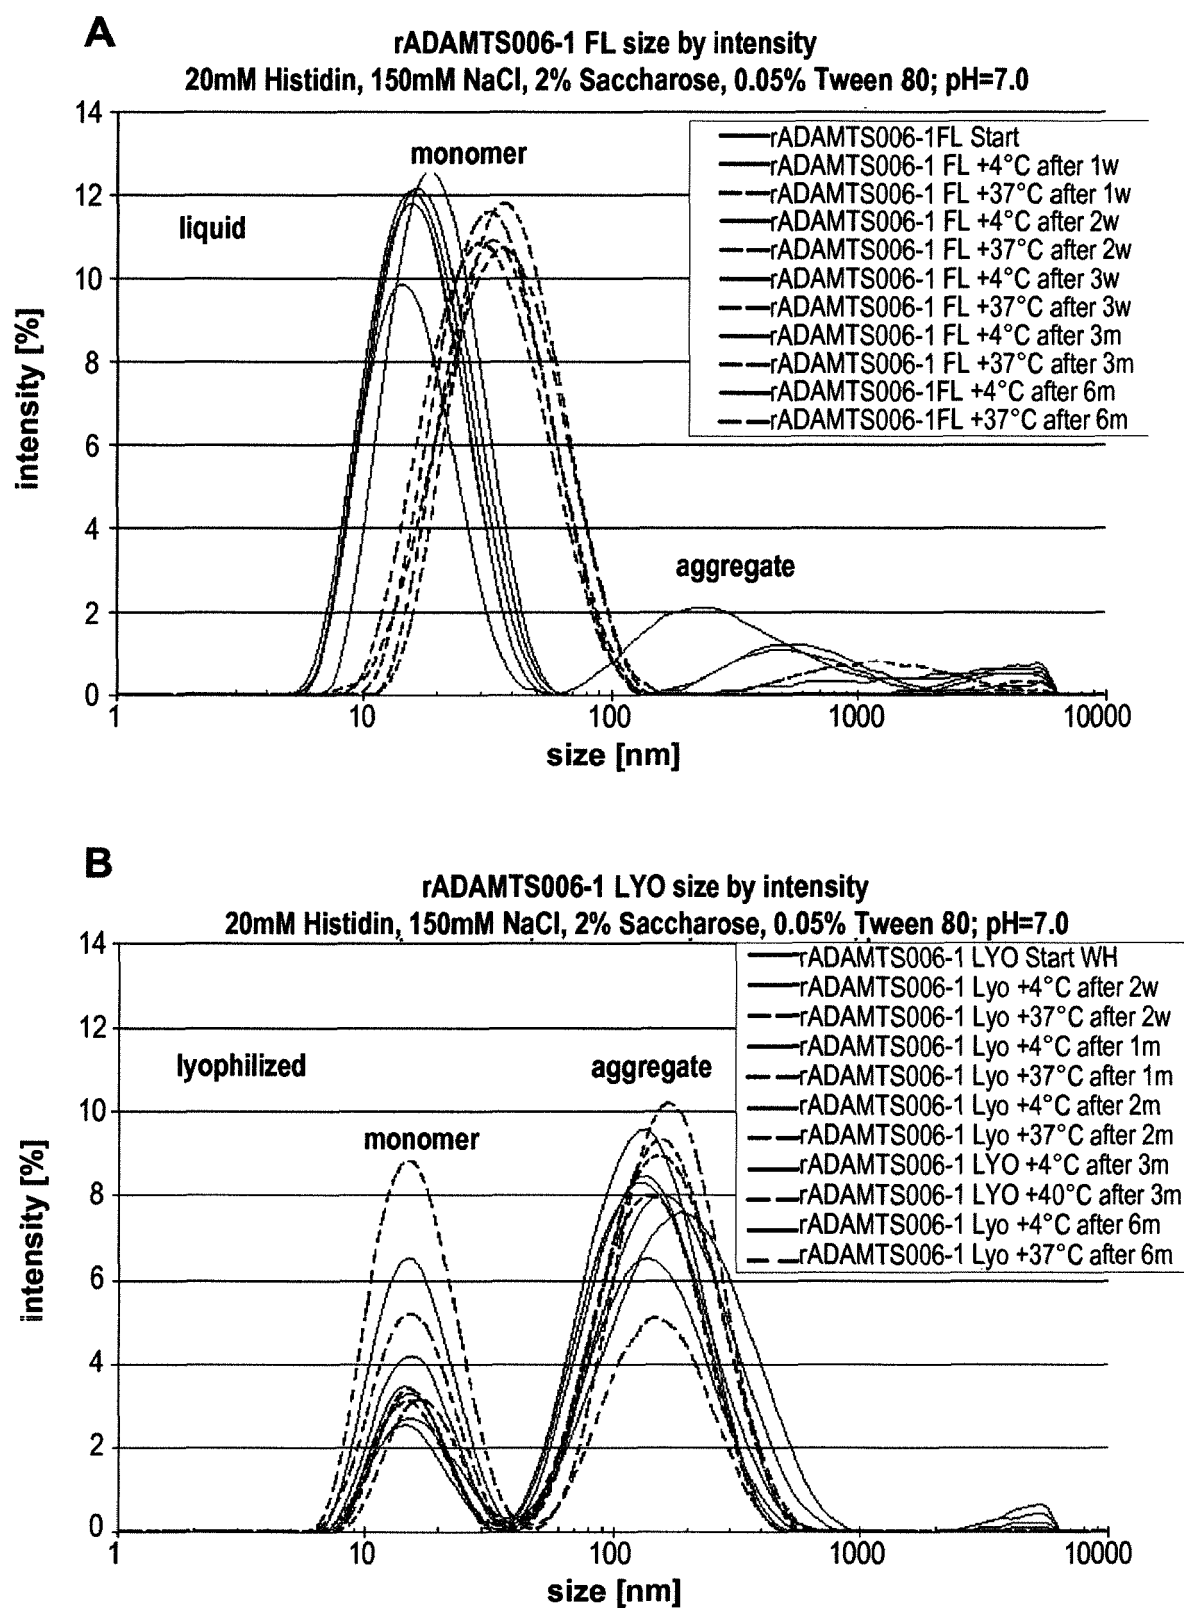 A
rADAMTS006-1 FL size by intensity
20mM Histidin, 150mM NaCl, 2% Saccharose, 0.05% Tween 80; pH=7.0
14
12
10
8
6
4
2
0
intensity [%]
liquid
monomer
aggregate
rADAMTS006-1FL Start
rADAMTS006-1 FL +4°C after 1w
rADAMTS006-1 FL +37°C after 1w
rADAMTS006-1 FL +4°C after 2w
rADAMTS006-1 FL +37°C after 2w
rADAMTS006-1 FL +4°C after 3w
rADAMTS006-1 FL +37°C after 3w
rADAMTS006-1 FL +4°C after 3m
rADAMTS006-1 FL +37°C after 3m
rADAMTS006-1FL +4°C after 6m
rADAMTS006-1FL +37°C after 6m
1 10 100 1000 10000
size [nm]
B
rADAMTS006-1 LYO size by intensity
20mM Histidin, 150mM NaCl, 2% Saccharose, 0.05% Tween 80; pH=7.0
14
12
10
8
6
4
2
0
intensity [%]
lyophilized
monomer
aggregate
rADAMTS006-1 LYO Start WH
rADAMTS006-1 Lyo +4°C after 2w
rADAMTS006-1 Lyo +37°C after 2w
rADAMTS006-1 Lyo +4°C after 1m
rADAMTS006-1 Lyo +37°C after 1m
rADAMTS006-1 Lyo +4°C after 2m
rADAMTS006-1 Lyo +37°C after 2m
rADAMTS006-1 LYO +4°C after 3m
rADAMTS006-1 LYO +40°C after 3m
rADAMTS006-1 Lyo +4°C after 6m
rADAMTS006-1 Lyo +37°C after 6m
1 10 100 1000 10000
size [nm]